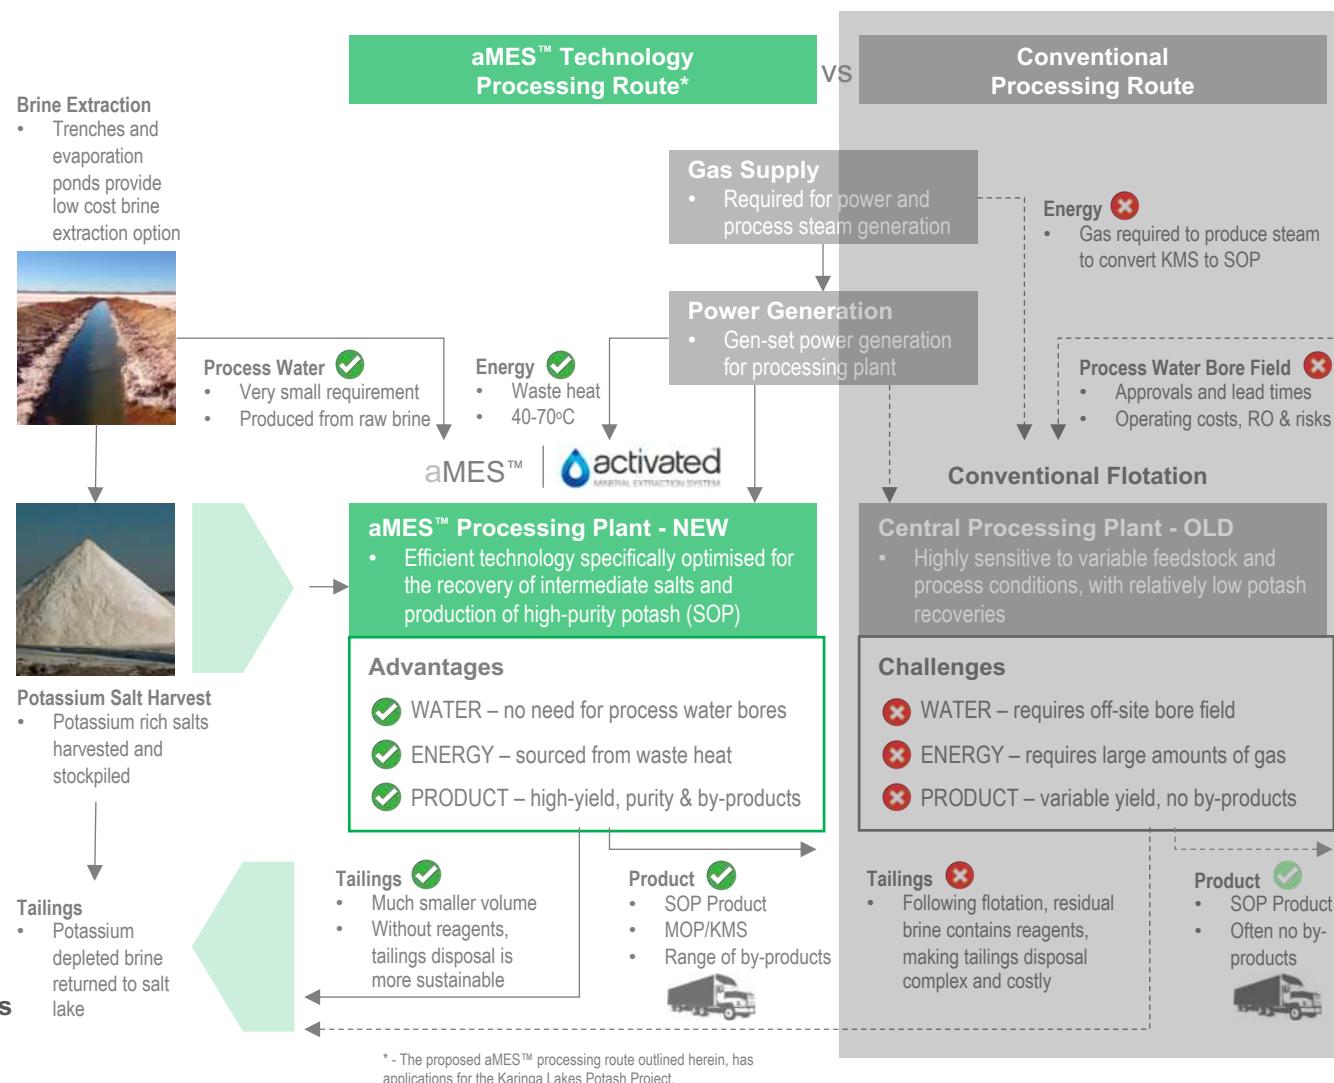 aMES™ Technology
Processing Route*
vs
Conventional
Processing Route
Brine Extraction
• Trenches and
evaporation
ponds provide
low cost brine
extraction option
Gas Supply
• Required for power and
process steam generation
Energy
• Gas required to produce steam
to convert KMS to SOP
Power Generation
• Gen-set power generation
for processing plant
Process Water
• Very small requirement
• Produced from raw brine
Energy
• Waste heat
• 40-70ºC
Process Water Bore Field
• Approvals and lead times
• Operating costs, RO & risks
aMES™
activated
MINERAL EXTRACTION SYSTEM
Conventional Flotation
aMES™ Processing Plant - NEW
• Efficient technology specifically optimised for
the recovery of intermediate salts and
production of high-purity potash (SOP)
Central Processing Plant - OLD
• Highly sensitive to variable feedstock and
process conditions, with relatively low potash
recoveries
Advantages
WATER – no need for process water bores
ENERGY – sourced from waste heat
PRODUCT – high-yield, purity & by-products
Challenges
WATER – requires off-site bore field
ENERGY – requires large amounts of gas
PRODUCT – variable yield, no by-products
Potassium Salt Harvest
• Potassium rich salts
harvested and
stockpiled
Tailings
• Potassium
depleted brine
returned to salt
lake
s
Tailings
• Much smaller volume
• Without reagents,
tailings disposal is
more sustainable
Product
• SOP Product
• MOP/KMS
• Range of by-products
Tailings
• Following flotation, residual
brine contains reagents,
making tailings disposal
complex and costly
Product
• SOP Product
• Often no by-
products
* - The proposed aMES™ processing route outlined herein, has
applications for the Karinga Lakes Potash Project.